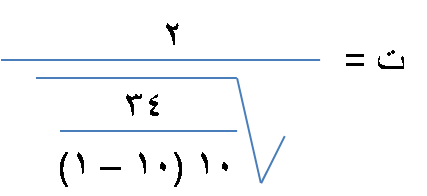 ٢
ت =
٣٤
١٠ (١٠ – ١)